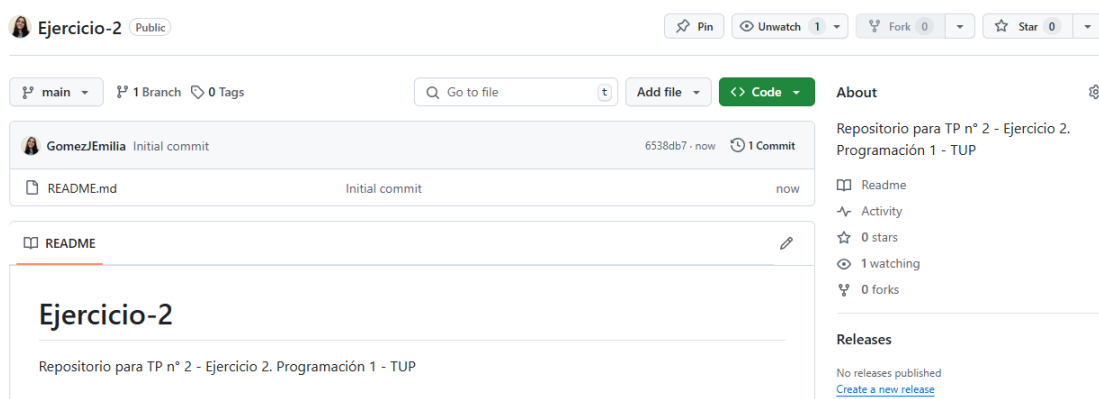 Ejercicio-2 Public Pin Unwatch 1 Fork 0 Star 0
main 1 Branch 0 Tags Go to file t Add file Code
GomezJEmilia Initial commit 6538db7 · now 1 Commit
README.md Initial commit now
README
Ejercicio-2
Repositorio para TP n° 2 - Ejercicio 2. Programación 1 - TUP
About
Repositorio para TP n° 2 - Ejercicio 2.
Programación 1 - TUP
Readme
Activity
0 stars
1 watching
0 forks
Releases
No releases published
Create a new release